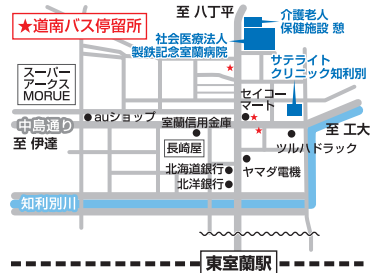 至 八丁平
★道南バス停留所
介護老人
保健施設 憩
社会医療法人
製鉄記念室蘭病院
サテライト
クリニック知利別
スーパー
アークス
MORUE
セイコー
マート
auショップ
室蘭信用金庫
中島通り
至 工大
至 伊達
長崎屋
ツルハドラック
北海道銀行
ヤマダ電機
北洋銀行
知利別川
東室蘭駅